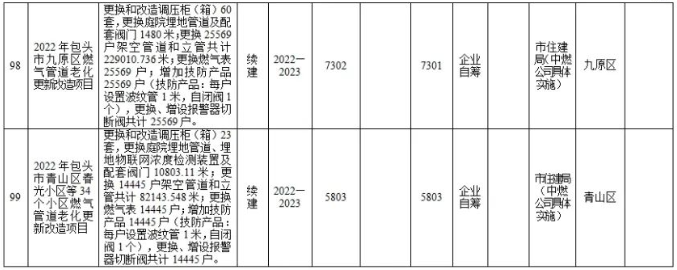 98
2022年包头
市九原区燃
气管道老化
更新改造项目
更换和改造调压柜（箱）60
套,更换庭院埋地管道及配
套阀门 1480 米;更换 25569
户架空管道和立管共计
229010.736 米;更换燃气表
25569 户；增加技防产品
25569 户（技防产品：每户
设置波纹管 1 米，自闭阀 1
个），更换、增设报警器切
断阀共计 25569 户。
续
建
2022—
2023
7302
7301
企业
自筹
市住建
局（中燃
公司具体
实施）
九原区
99
2022年包头
市青山区春
光小区等 34
个小区燃气
管道老化更
新改造项目
更换和改造调压柜（箱）23
套，更换庭院埋地管道、埋
地物联网浓度检测装置及
配套阀门 10803.11 米；更
换 14445 户架空管道和立
管共计 82143.548 米；更换
燃气表 14445 户；增加技防
产品 14445 户（技防产品：
每户设置波纹管 1 米，自闭
阀 1 个），更换、增设报警
器切断阀共计 14445 户。
续
建
2022—
2023
5803
5803
企业
自筹
市住建局
（中燃
公司具体
实施）
青山区